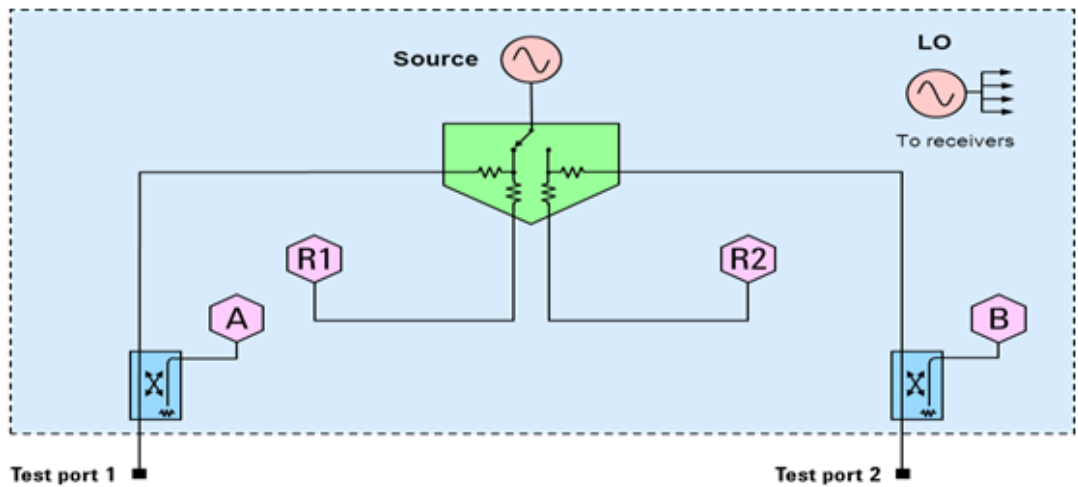 Source
LO
To receivers
R1
R2
A
B
Test port 1
Test port 2